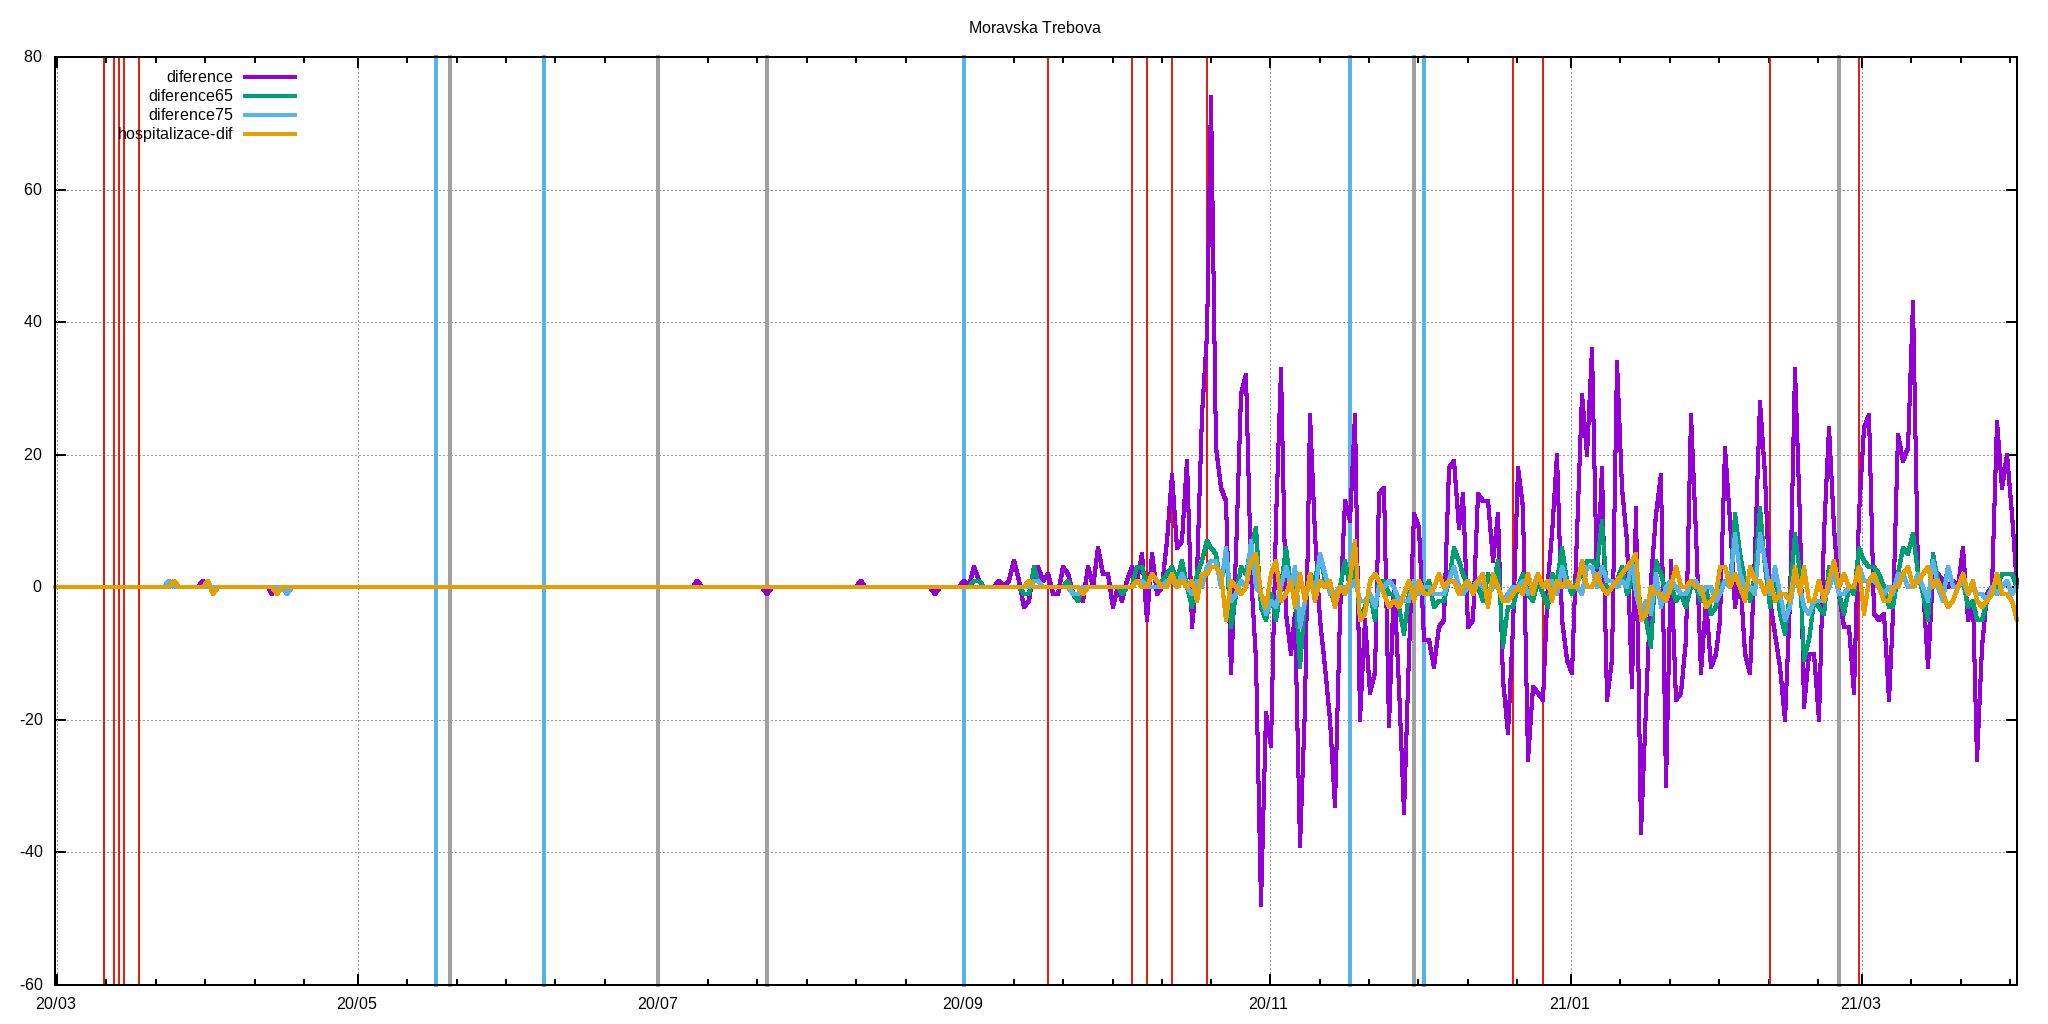 Moravska Trebova
80
diference
diference65
diference75
hospitalizace-dif
60
40
20
0
-20
-40
-60
20/03 20/05 20/07 20/09 20/11 21/01 21/03